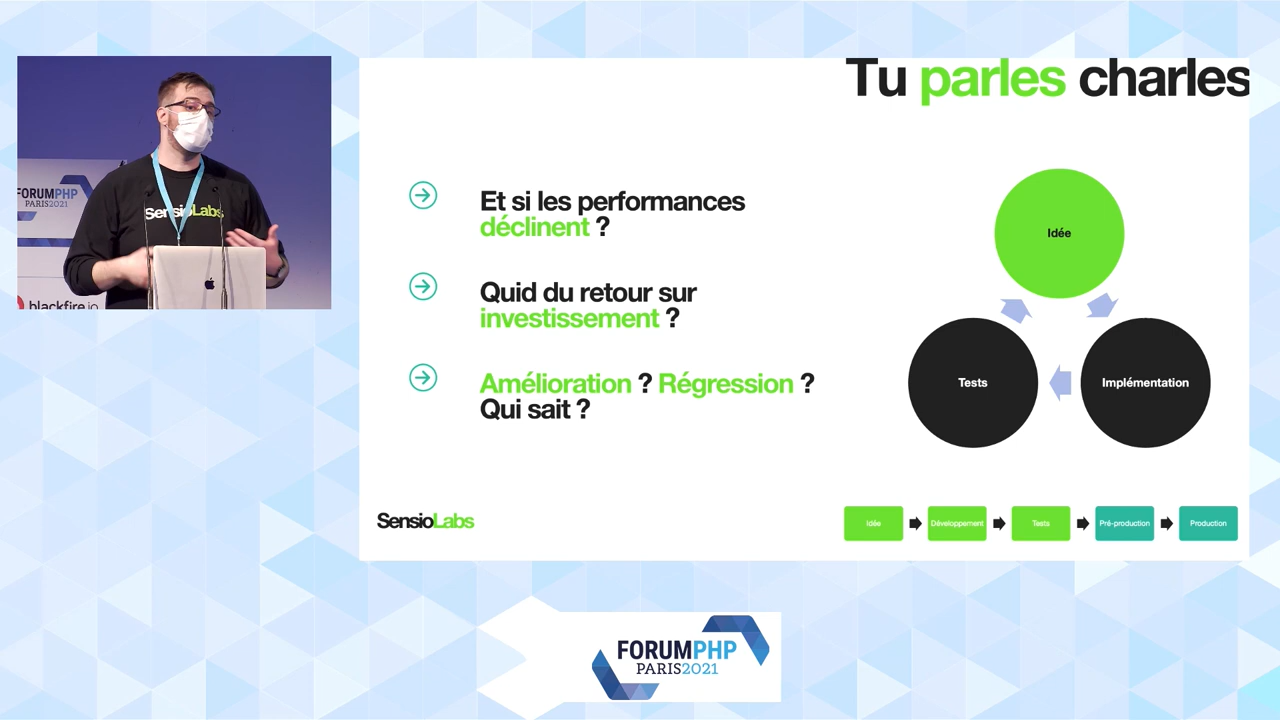 Tu parles charles
FORUMPHP
PARIS2021
SensioLabs
blackfire.io
Et si les performances
déclinent ?
Quid du retour sur
investissement ?
Amélioration ? Régression ?
Qui sait ?
Idée
Tests
Implémentation
SensioLabs
Idée
Développement
Tests
Pré-production
Production
FORUMPHP
PARIS2021